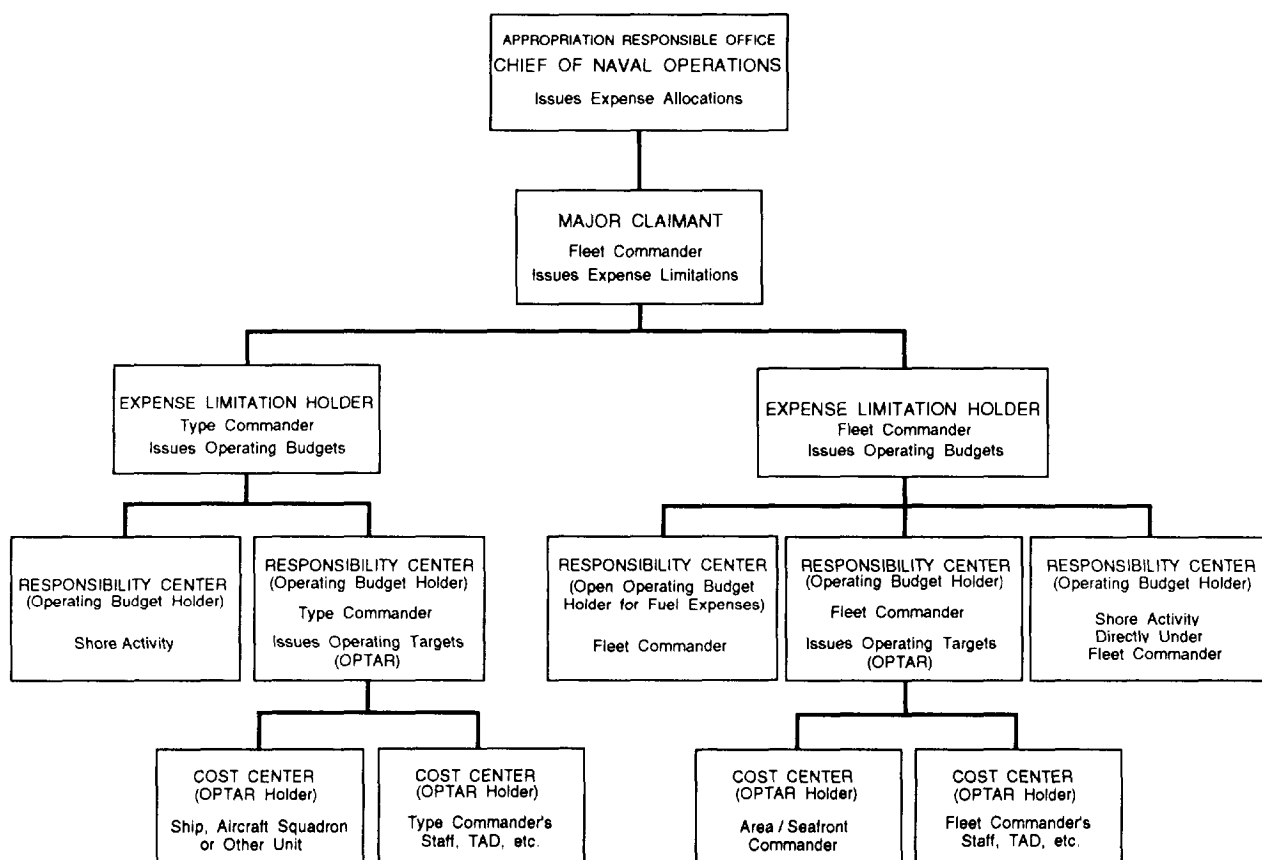 APPROPRIATION RESPONSIBLE OFFICE
CHIEF OF NAVAL OPERATIONS
Issues Expense Allocations
MAJOR CLAIMANT
Fleet Commander
Issues Expense Limitations
EXPENSE LIMITATION HOLDER
Type Commander
Issues Operating Budgets
EXPENSE LIMITATION HOLDER
Fleet Commander
Issues Operating Budgets
RESPONSIBILITY CENTER
(Operating Budget Holder)
Shore Activity
RESPONSIBILITY CENTER
(Operating Budget Holder)
Type Commander
Issues Operating Targets
(OPTAR)
RESPONSIBILITY CENTER
(Open Operating Budget
Holder for Fuel Expenses)
Fleet Commander
RESPONSIBILITY CENTER
(Operating Budget Holder)
Fleet Commander
Issues Operating Targets
(OPTAR)
RESPONSIBILITY CENTER
(Operating Budget Holder)
Shore Activity
Directly Under
Fleet Commander
COST CENTER
(OPTAR Holder)
Ship, Aircraft Squadron
or Other Unit
COST CENTER
(OPTAR Holder)
Type Commander's
Staff, TAD, etc.
COST CENTER
(OPTAR Holder)
Area / Seafront
Commander
COST CENTER
(OPTAR Holder)
Fleet Commander's
Staff, TAD, etc.